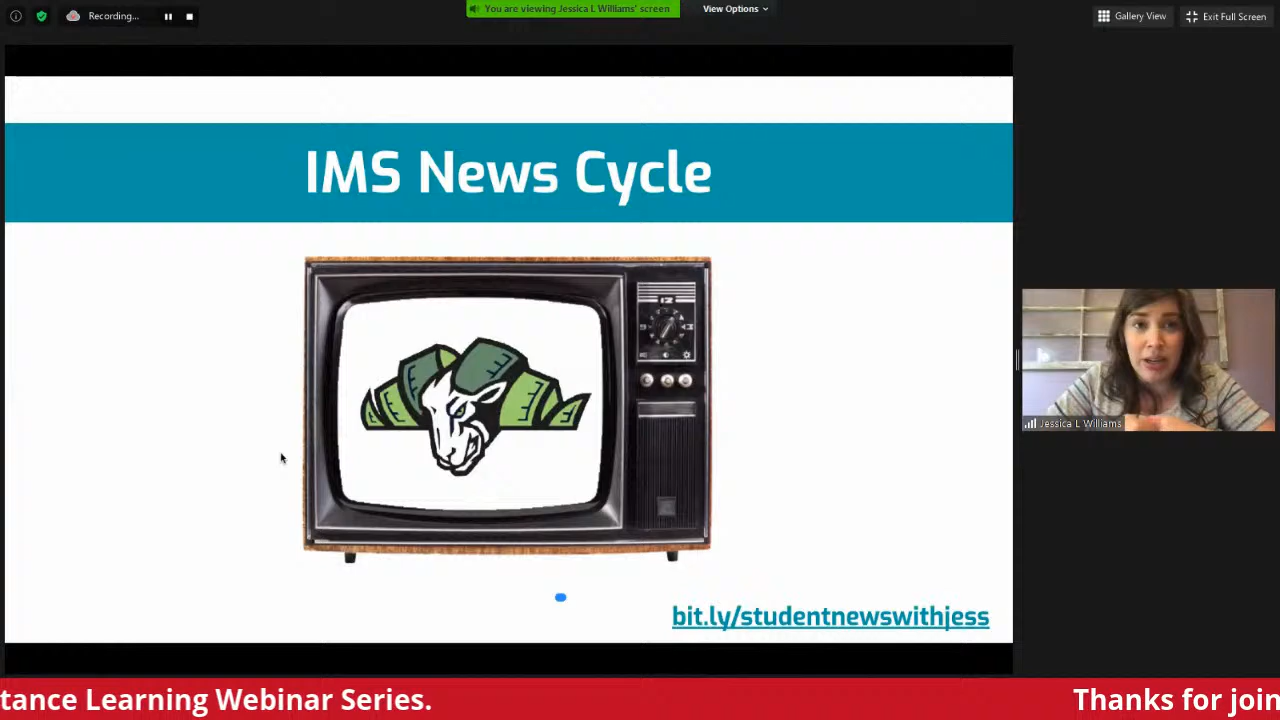 Recording...
You are viewing Jessica L Williams' screen
View Options
Gallery View
Exit Full Screen
IMS News Cycle
12
bit.ly/studentnewswithjess
Jessica L Williams
tance Learning Webinar Series.
Thanks for join